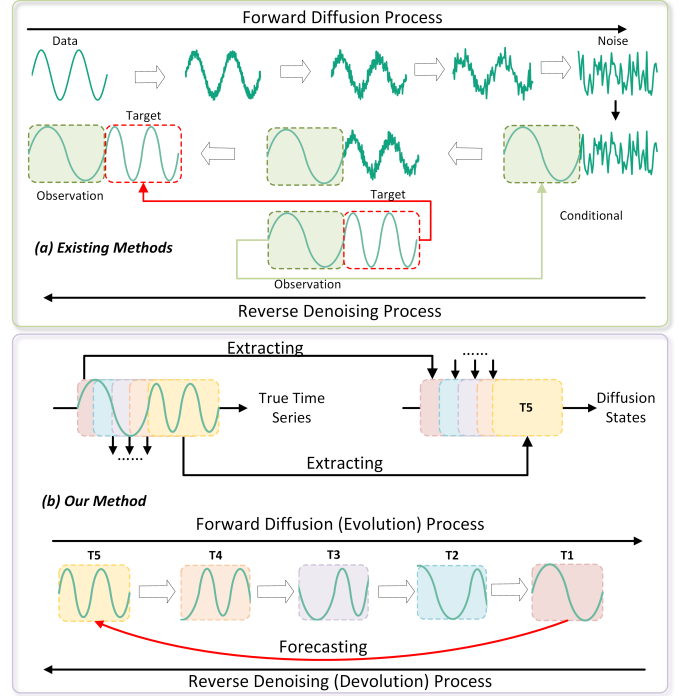 Forward Diffusion Process
Data
Noise
Target
Observation
Target
Conditional
(a) Existing Methods
Observation
Reverse Denoising Process
Extracting
......
True Time
Series
T5
Diffusion
States
......
Extracting
(b) Our Method
Forward Diffusion (Evolution) Process
T5 T4 T3 T2 T1
Forecasting
Reverse Denoising (Devolution) Process